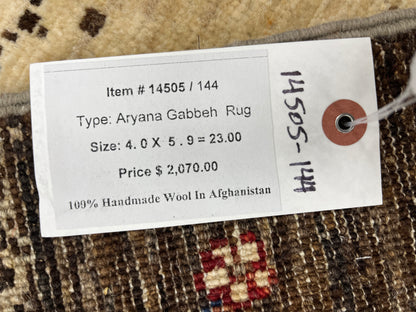 Item # 14505 / 144
Type: Aryana Gabbeh Rug
Size: 4. 0 X 5 . 9 = 23.00
Price $ 2,070.00
100% Handmade Wool In Afghanistan
14505-144